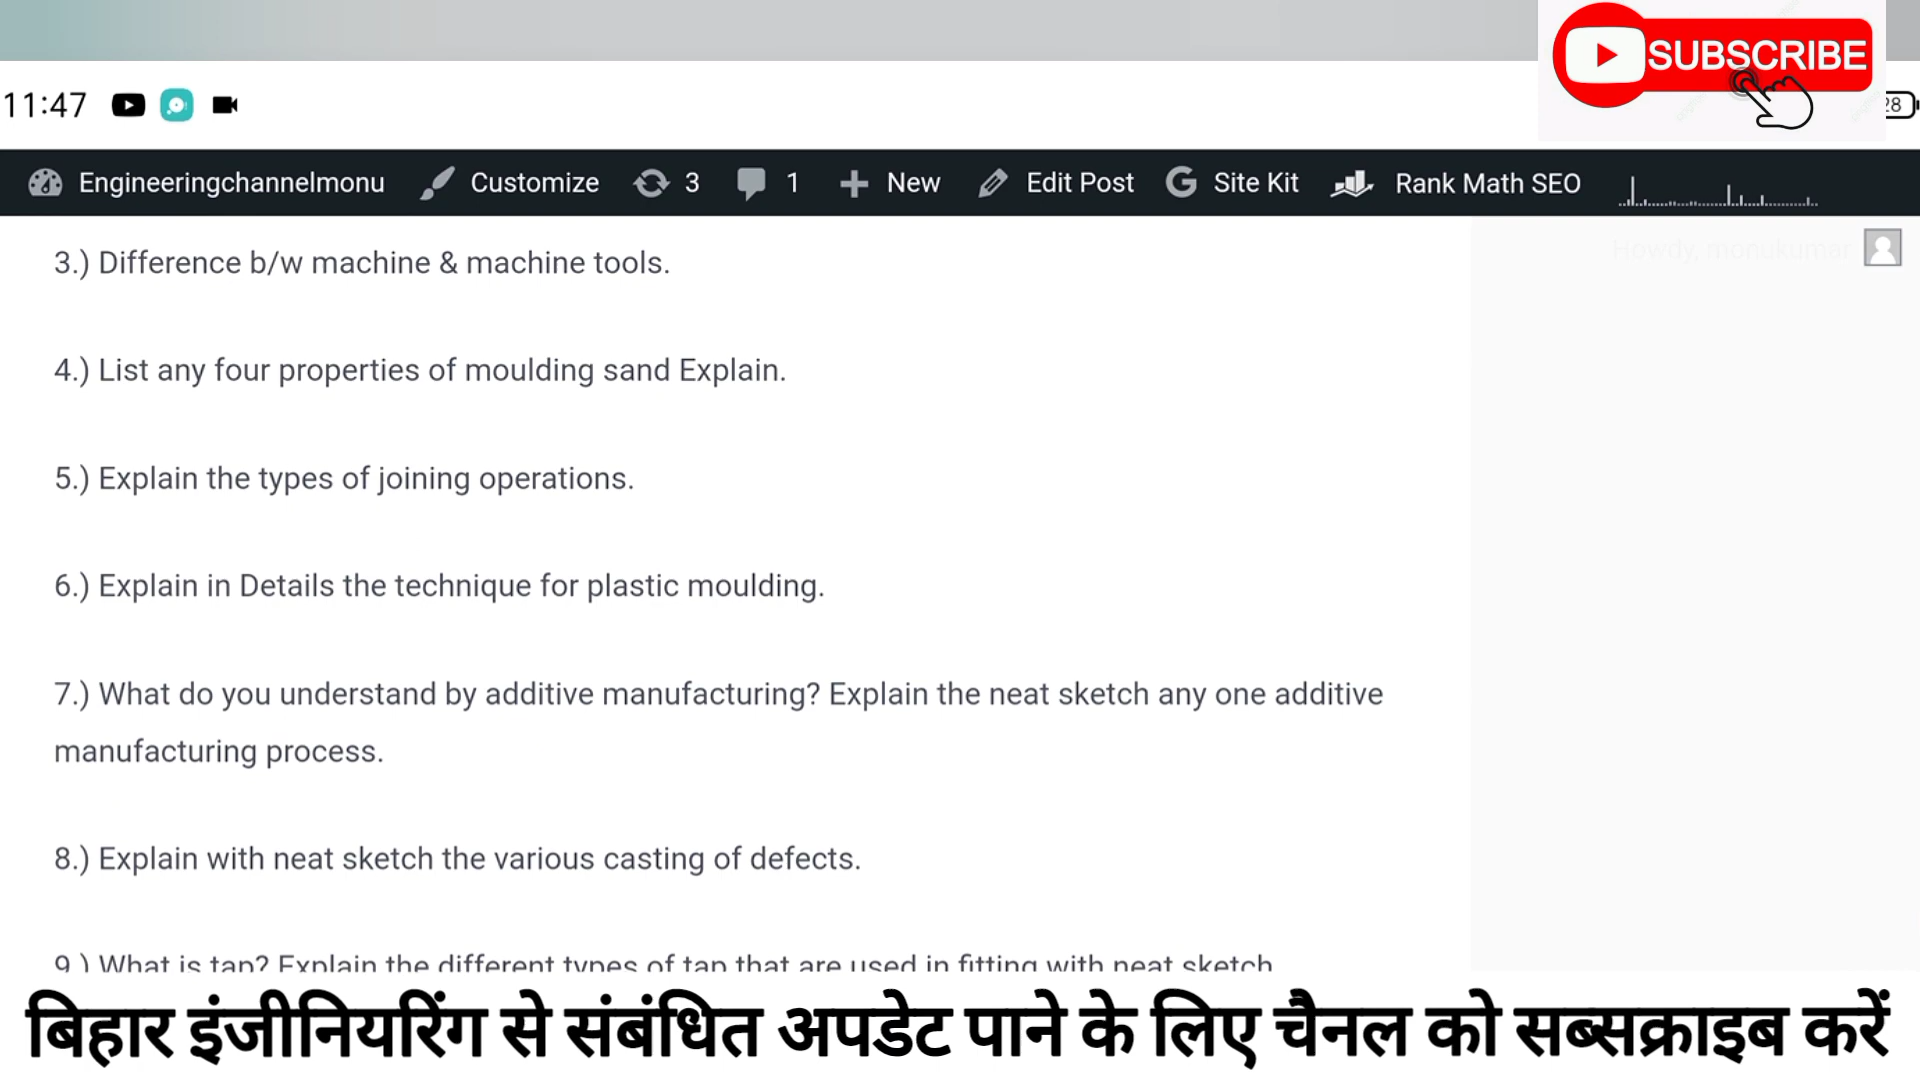 SUBSCRIBE
11:47
28
Engineeringchannelmonu Customize 3 1 New Edit Post Site Kit Rank Math SEO
Howdy, monukumar
3.) Difference b/w machine & machine tools.
4.) List any four properties of moulding sand Explain.
5.) Explain the types of joining operations.
6.) Explain in Details the technique for plastic moulding.
7.) What do you understand by additive manufacturing? Explain the neat sketch any one additive
manufacturing process.
8.) Explain with neat sketch the various casting of defects.
9.) What is tap? Explain the different types of tap that are used in fitting with neat sketch
बिहार इंजीनियरिंग से संबंधित अपडेट पाने के लिए चैनल को सब्सक्राइब करें